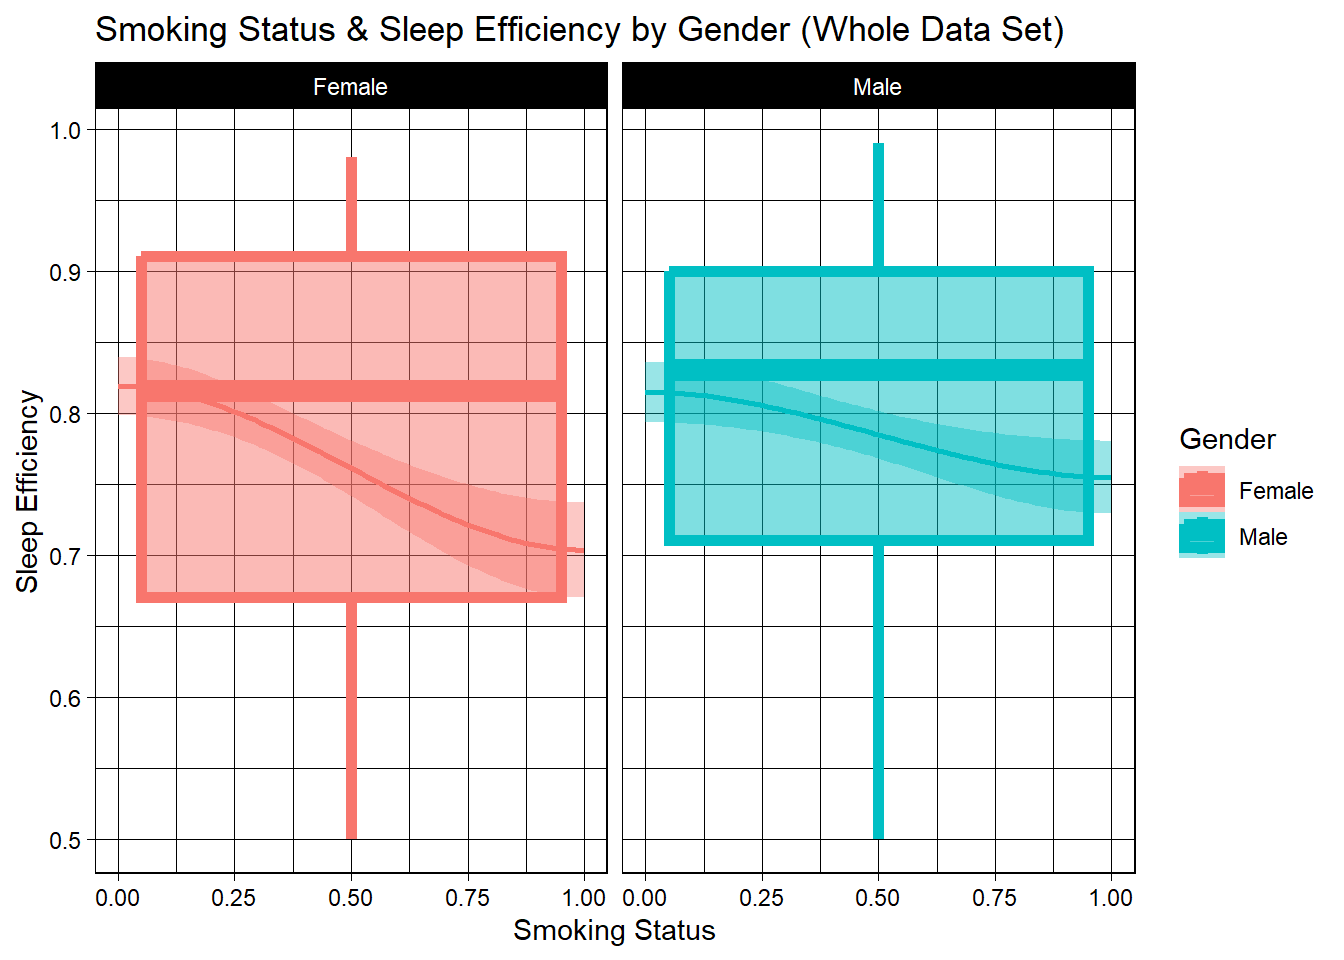 Smoking Status & Sleep Efficiency by Gender (Whole Data Set)
Female
Male
1.0
0.9
0.8
0.7
0.6
0.5
Sleep Efficiency
0.00 0.25 0.50 0.75 1.00
0.00 0.25 0.50 0.75 1.00
Smoking Status
Gender
Female
Male